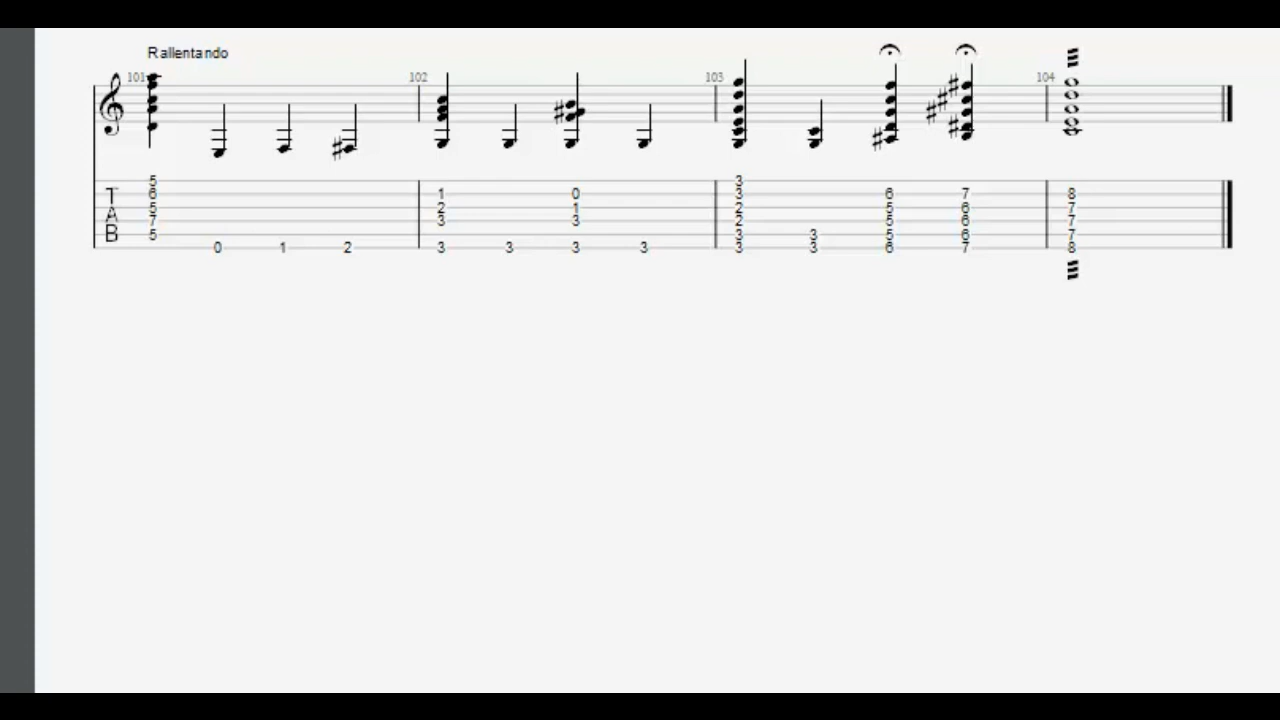 Rallentando
101 102 103 104
5 3
T 6 1 0 3 6 7 8
5 2 1 2 5 6 7
A 7 3 3 2 5 6 7
B 5 3 3 5 6 7
0 1 2 3 3 3 3 3 3 6 7 8